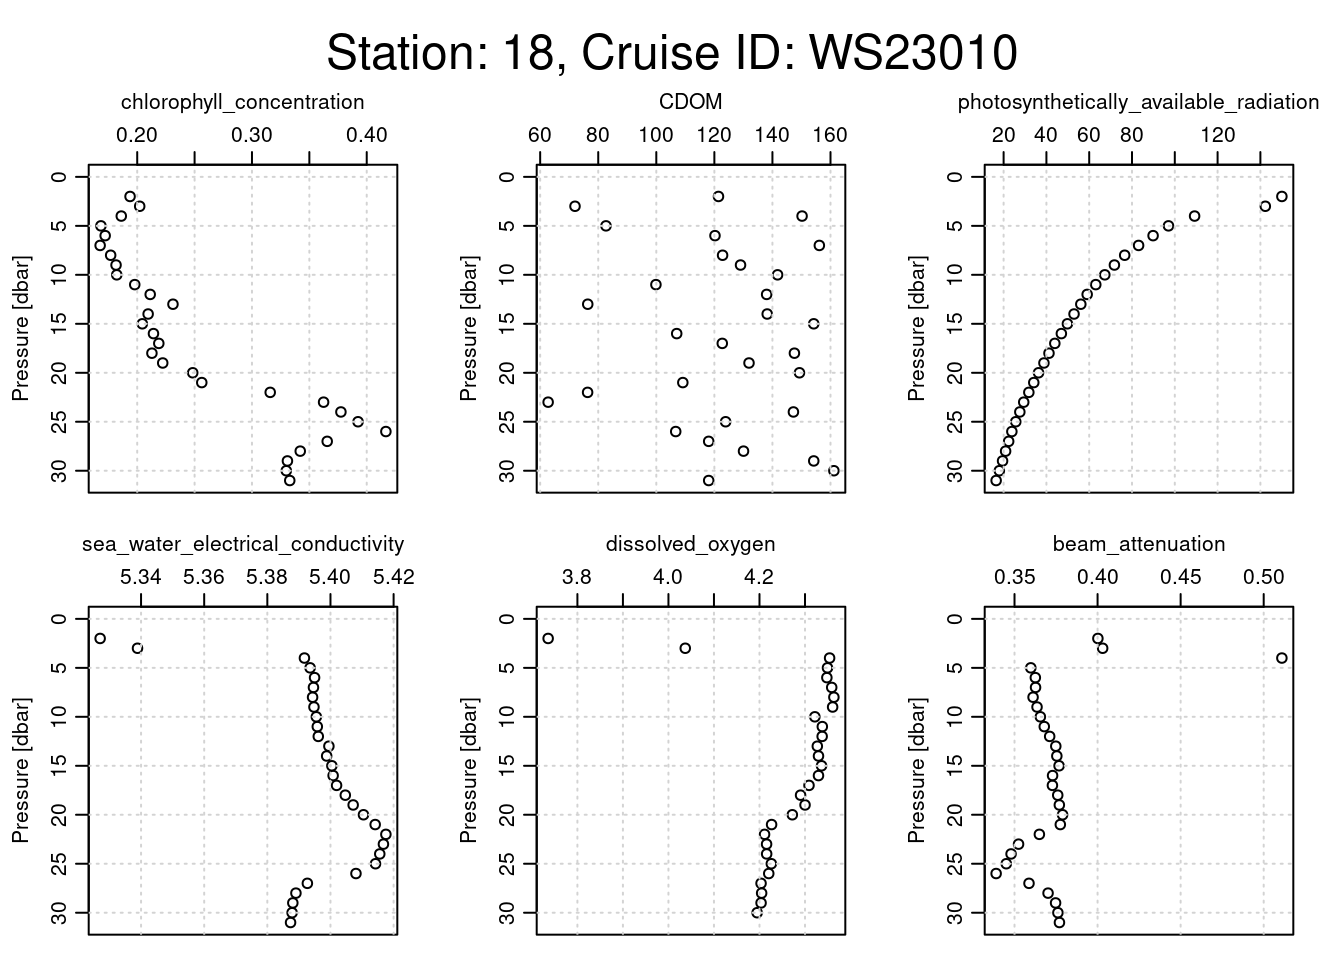 Station: 18, Cruise ID: WS23010
chlorophyll_concentration
0.20 0.30 0.40
0 5 10 15 20 25 30
Pressure [dbar]
CDOM
60 80 100 120 140 160
0 5 10 15 20 25 30
Pressure [dbar]
photosynthetically_available_radiation
20 40 60 80 120
0 5 10 15 20 25 30
Pressure [dbar]
sea_water_electrical_conductivity
5.34 5.36 5.38 5.40 5.42
0 5 10 15 20 25 30
Pressure [dbar]
dissolved_oxygen
3.8 4.0 4.2
0 5 10 15 20 25 30
Pressure [dbar]
beam_attenuation
0.35 0.40 0.45 0.50
0 5 10 15 20 25 30
Pressure [dbar]